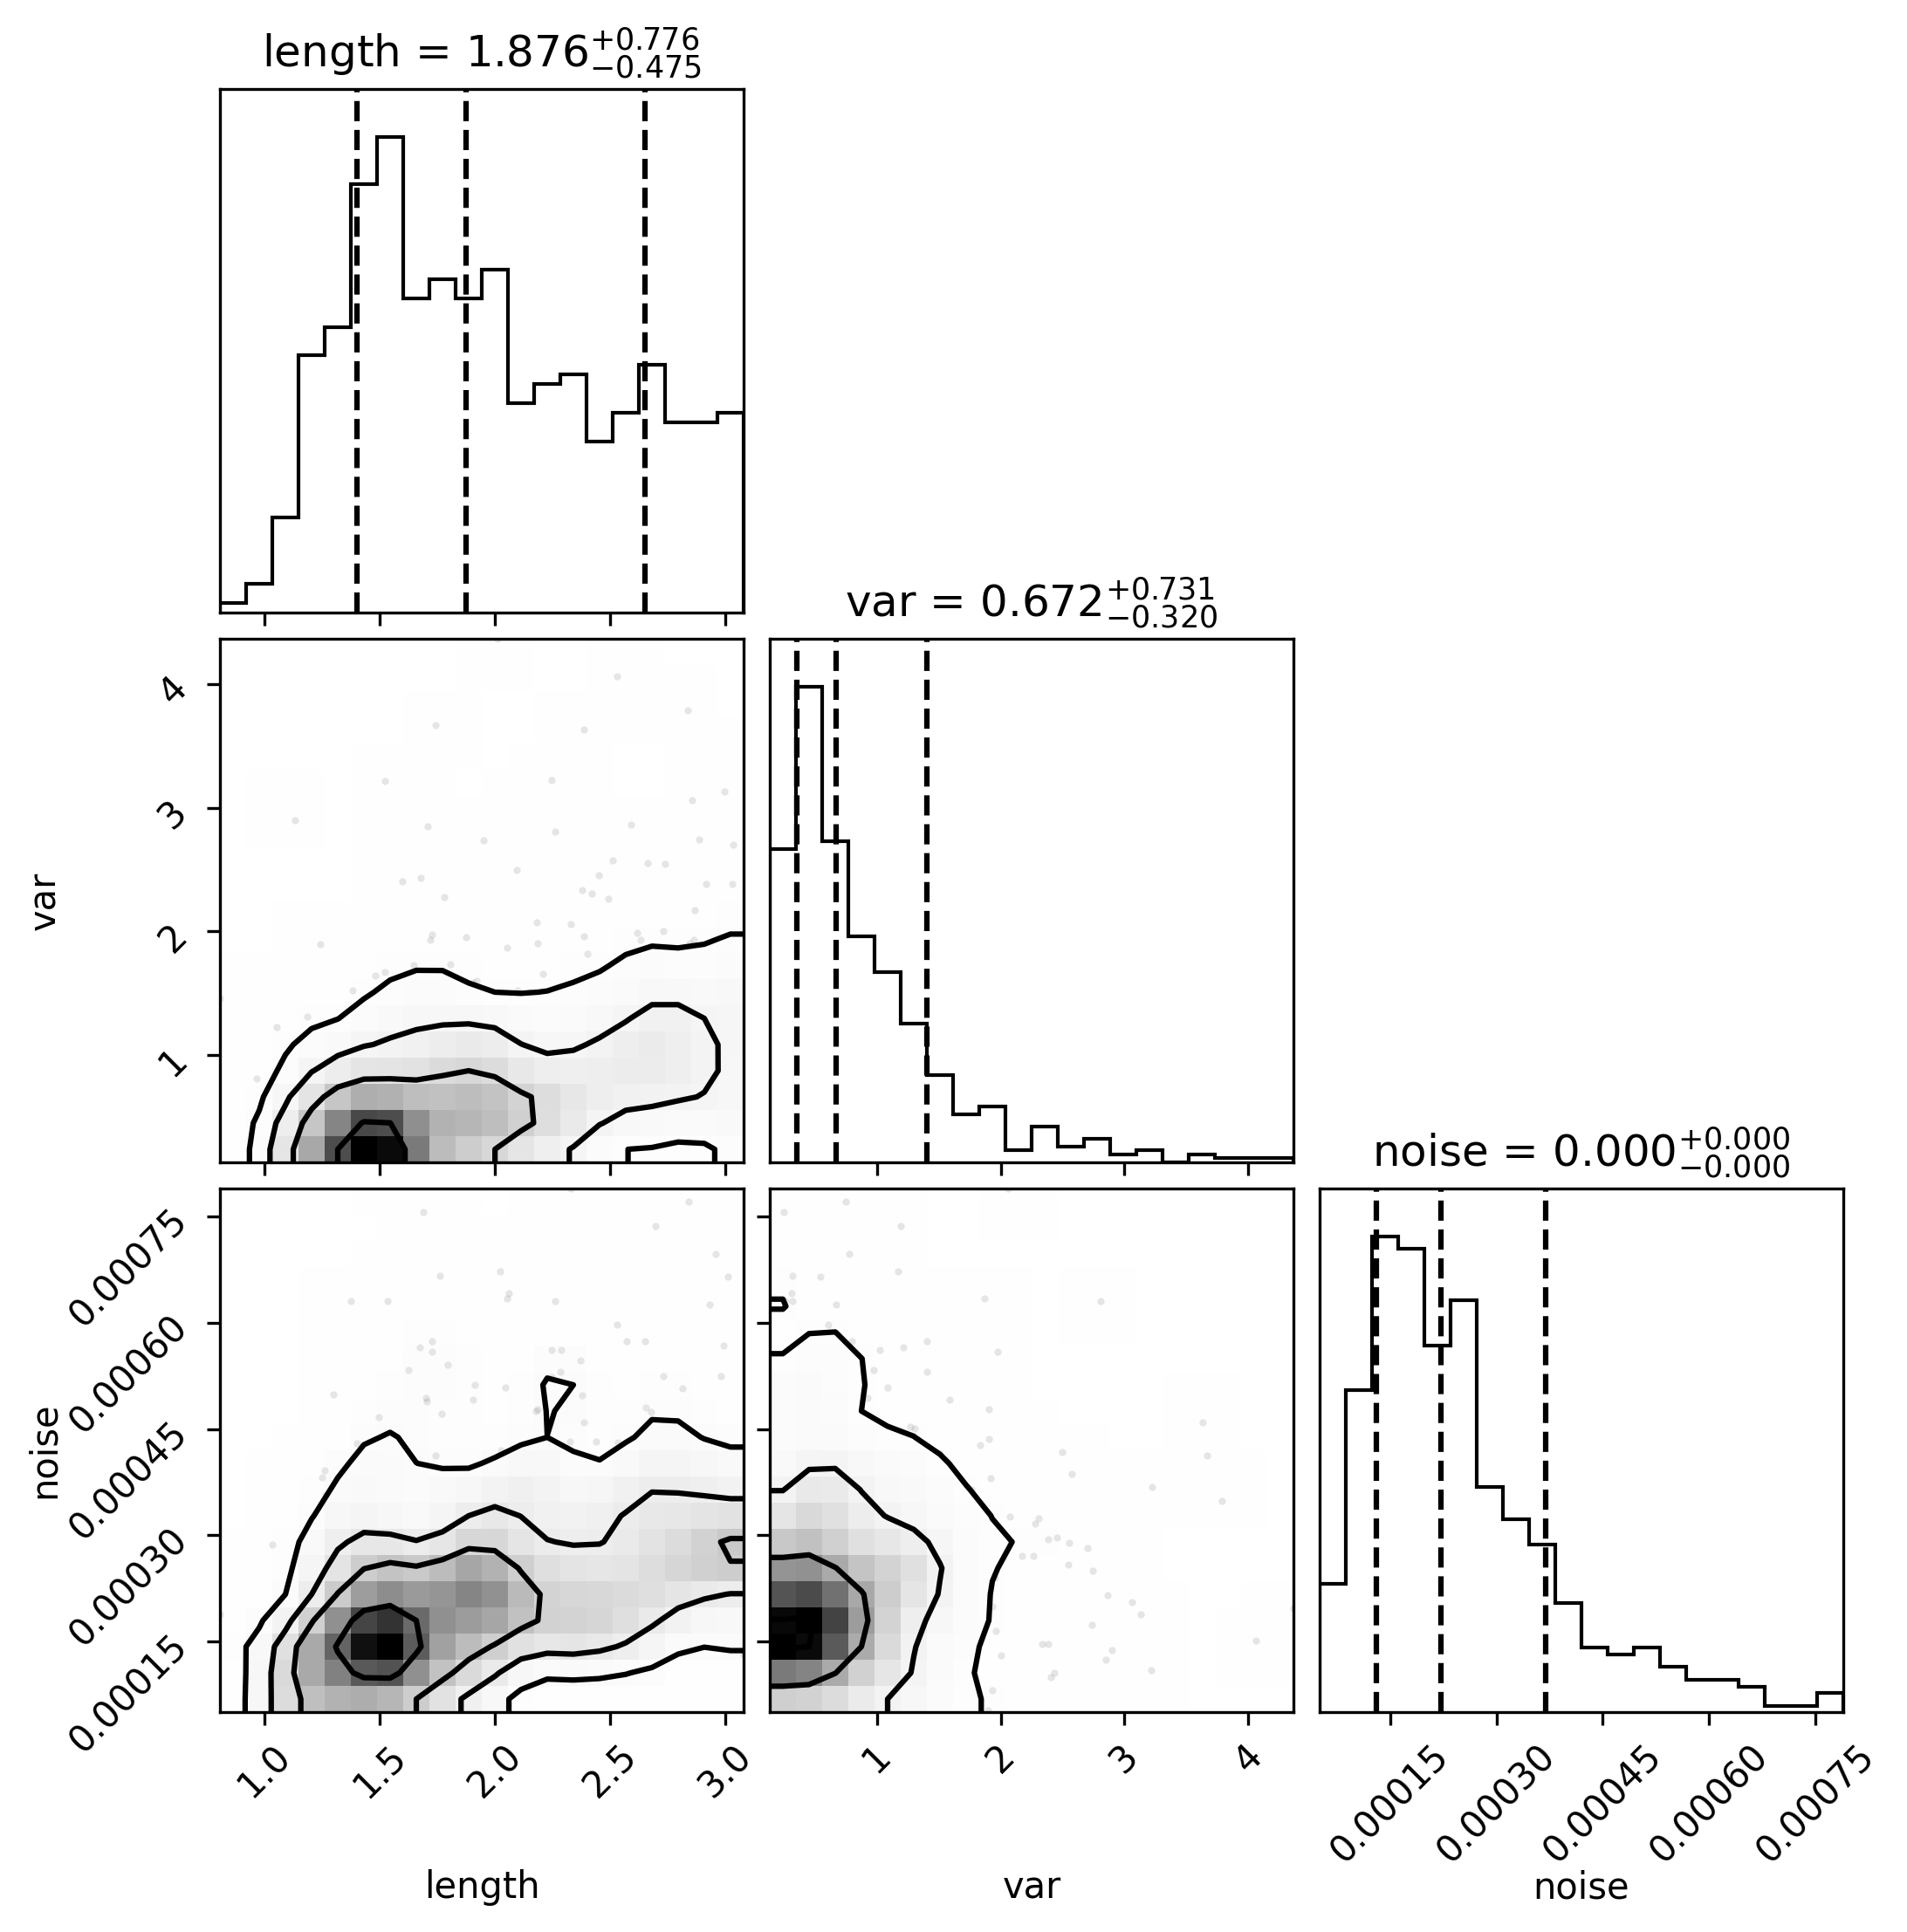 length = 1.876 +0.776 −0.475
var = 0.672 +0.731 −0.320
4
3
2
1
var
noise = 0.000 +0.000 −0.000
0.00075
0.00060
0.00045
0.00030
0.00015
noise
1.0 1.5 2.0 2.5 3.0
1 2 3 4
0.00015 0.00030 0.00045 0.00060 0.00075
length
var
noise